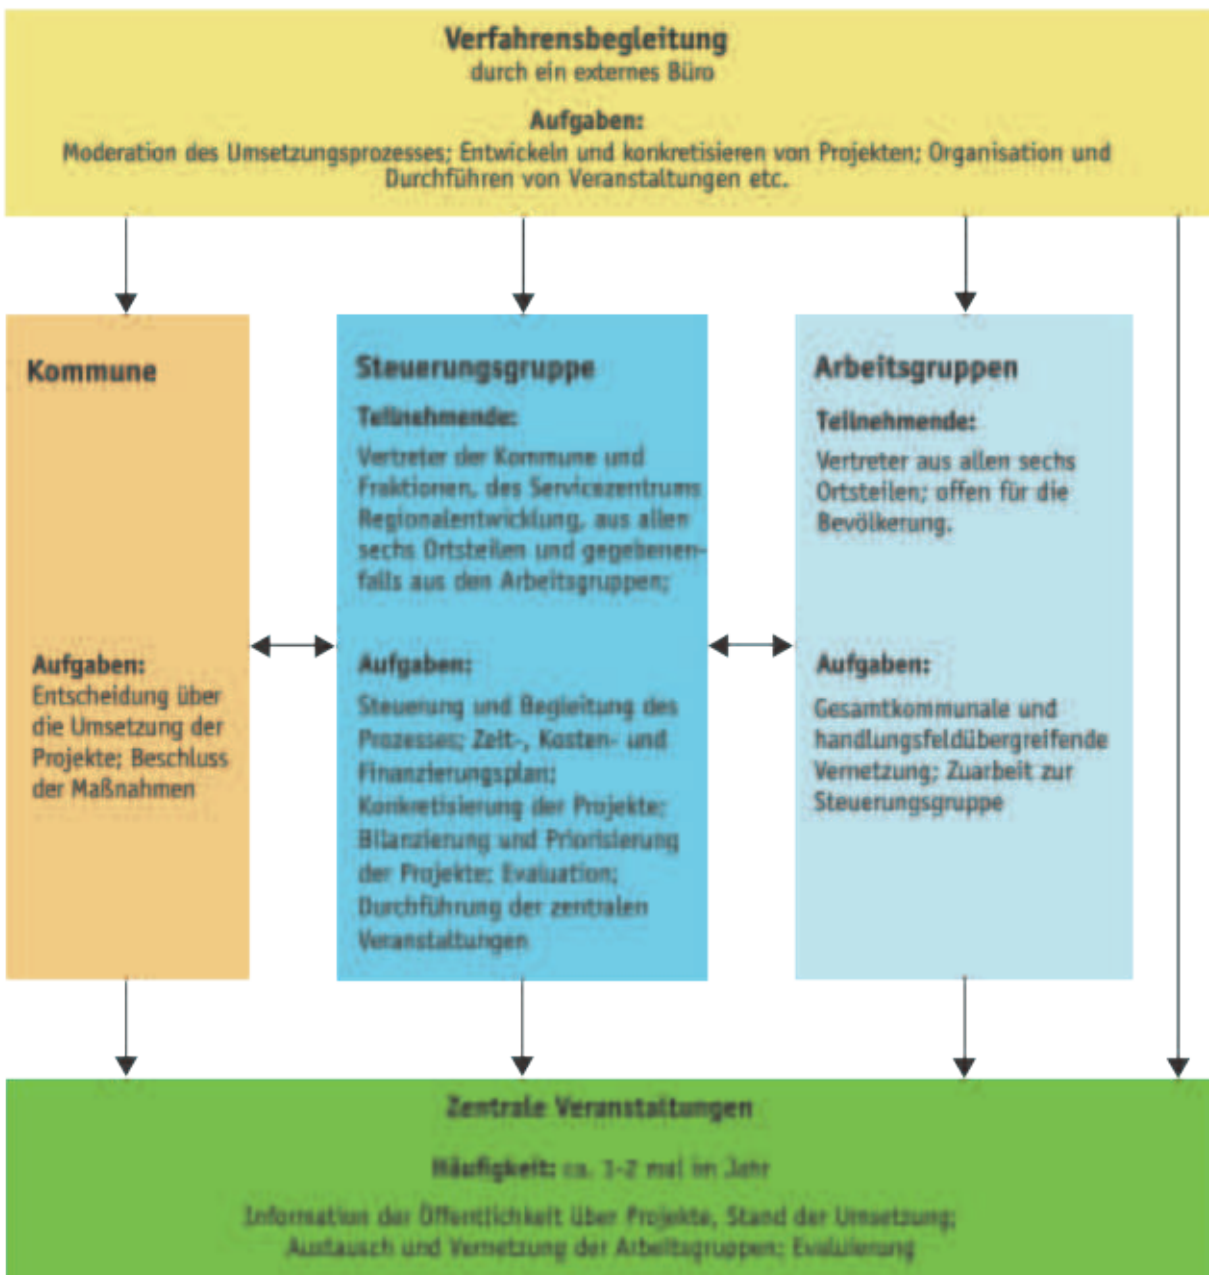 Verfahrensbegleitung
durch ein externes Büro
Aufgaben:
Moderation des Umsetzungsprozesses; Entwickeln und konkretisieren von Projekten; Organisation und
Durchführen von Veranstaltungen etc.
Kommune
Aufgaben:
Entscheidung über
die Umsetzung der
Projekte; Beschluss
der Maßnahmen
Steuerungsgruppe
Teilnehmende:
Vertreter der Kommune und
Fraktionen, des Servicezentrums
Regionalentwicklung, aus allen
sechs Ortsteilen und gegebenen-
falls aus den Arbeitsgruppen;
Aufgaben:
Steuerung und Begleitung des
Prozesses; Zeit-, Kosten- und
Finanzierungsplan;
Konkretisierung der Projekte;
Bilanzierung und Priorisierung
der Projekte; Evaluation;
Durchführung der zentralen
Veranstaltungen
Arbeitsgruppen
Teilnehmende:
Vertreter aus allen sechs
Ortsteilen; offen für die
Bevölkerung.
Aufgaben:
Gesamtkommunale und
handlungsfeldübergreifende
Vernetzung; Zuarbeit zur
Steuerungsgruppe
Zentrale Veranstaltungen
Häufigkeit: ca. 1-2 mal im Jahr
Information der Öffentlichkeit über Projekte, Stand der Umsetzung;
Austausch und Vernetzung der Arbeitsgruppen; Evaluierung